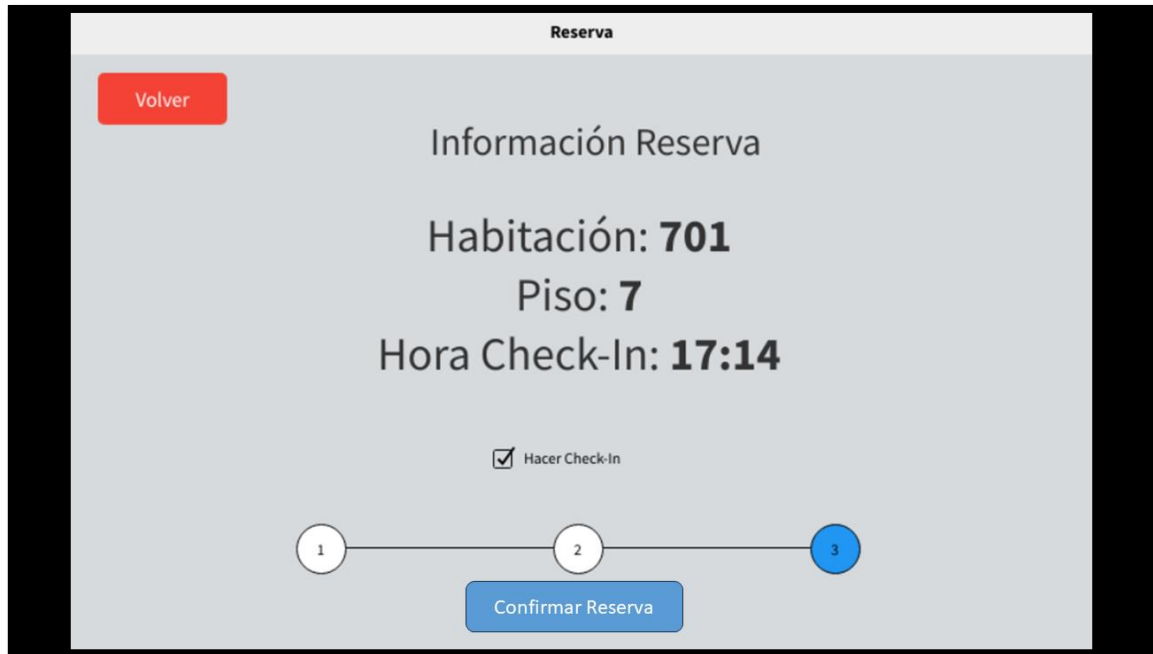 Reserva
Volver
Información Reserva
Habitación: 701
Piso: 7
Hora Check-In: 17:14
Hacer Check-In
1
2
3
Confirmar Reserva